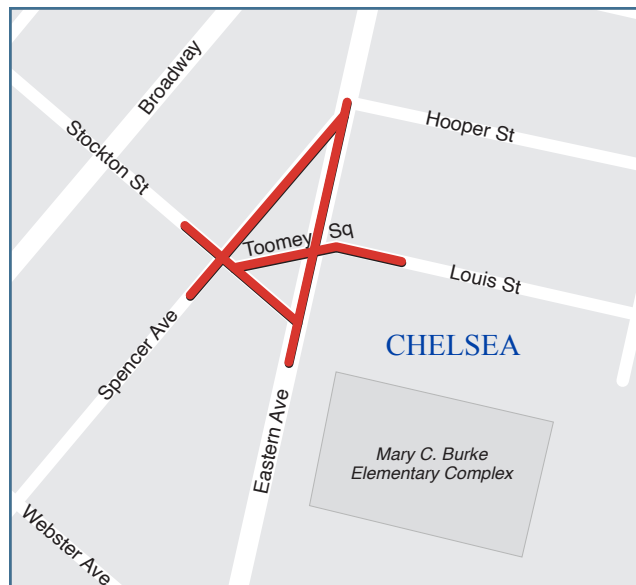 Broadway
Stockton St
Hooper St
Toomey Sq
Louis St
Spencer Ave
CHELSEA
Eastern Ave
Mary C. Burke
Elementary Complex
Webster Ave